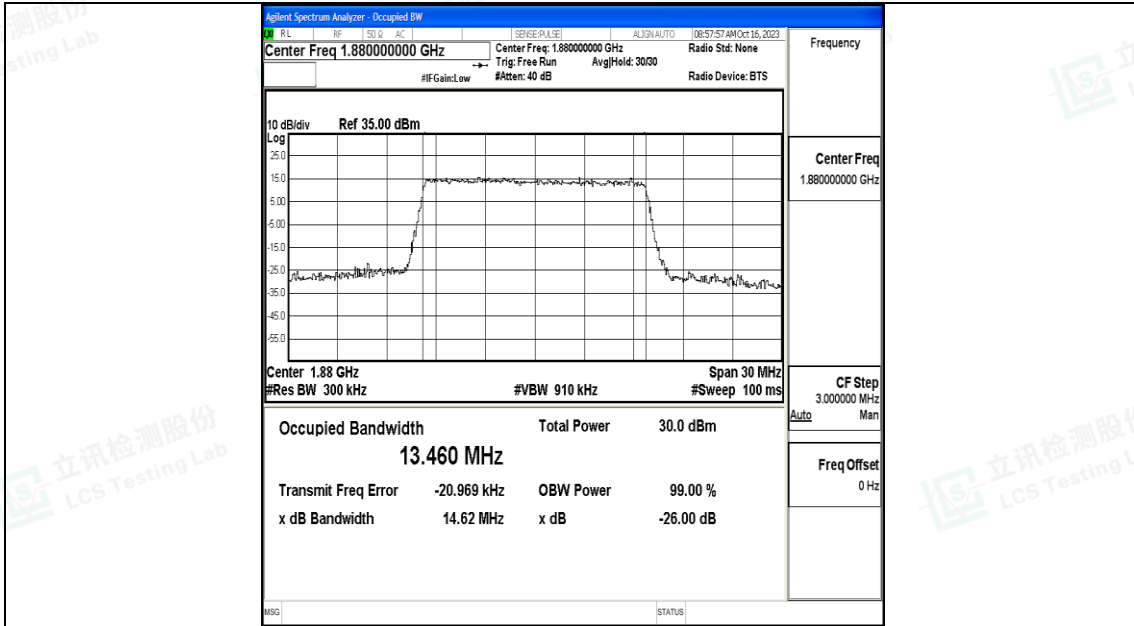 Agilent Spectrum Analyzer - Occupied BW
RL RF 50 Ω AC SENSE:PULSE ALIGN AUTO 08:57:57 AM Oct 16, 2023
Center Freq 1.880000000 GHz
Center Freq: 1.880000000 GHz
Radio Std: None
Trig: Free Run Avg|Hold: 30/30
#IFGain:Low #Atten: 40 dB Radio Device: BTS
Frequency
10 dB/div Ref 35.00 dBm
Log
25.0
15.0
5.00
-5.00
-15.0
-25.0
-35.0
-45.0
-55.0
Center 1.88 GHz Span 30 MHz
#Res BW 300 kHz #VBW 910 kHz #Sweep 100 ms
Occupied Bandwidth Total Power 30.0 dBm
13.460 MHz
Transmit Freq Error -20.969 kHz OBW Power 99.00 %
x dB Bandwidth 14.62 MHz x dB -26.00 dB
Center Freq
1.880000000 GHz
CF Step
3.000000 MHz
Auto Man
Freq Offset
0 Hz
MSG STATUS
立讯检测股份
LCS Testing Lab
立讯检测股份
LCS Testing L